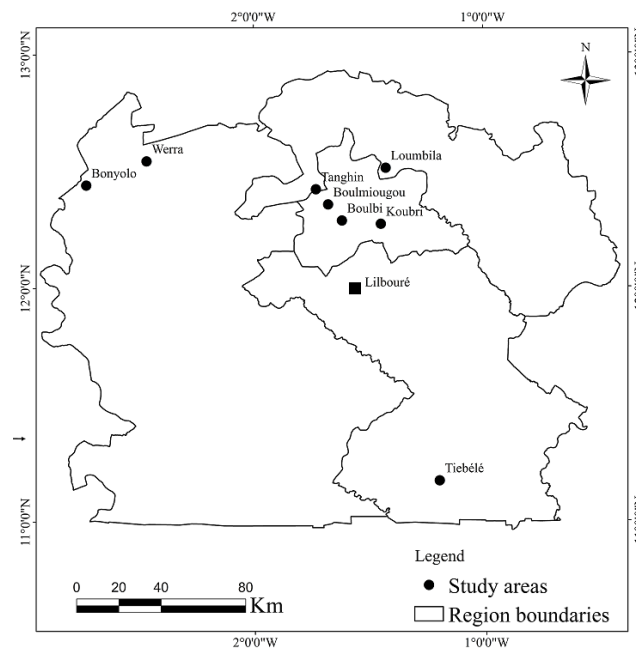 2°0'0"W 1°0'0"W
13°0'0"N
N
Werra
Bonyolo
Loumbila
Tanghin
Boulmiougou
Boulbi Koubri
12°0'0"N
Lilbouré
Tiebélé
11°0'0"N
Legend
Study areas
Region boundaries
0 20 40 80
Km
2°0'0"W 1°0'0"W